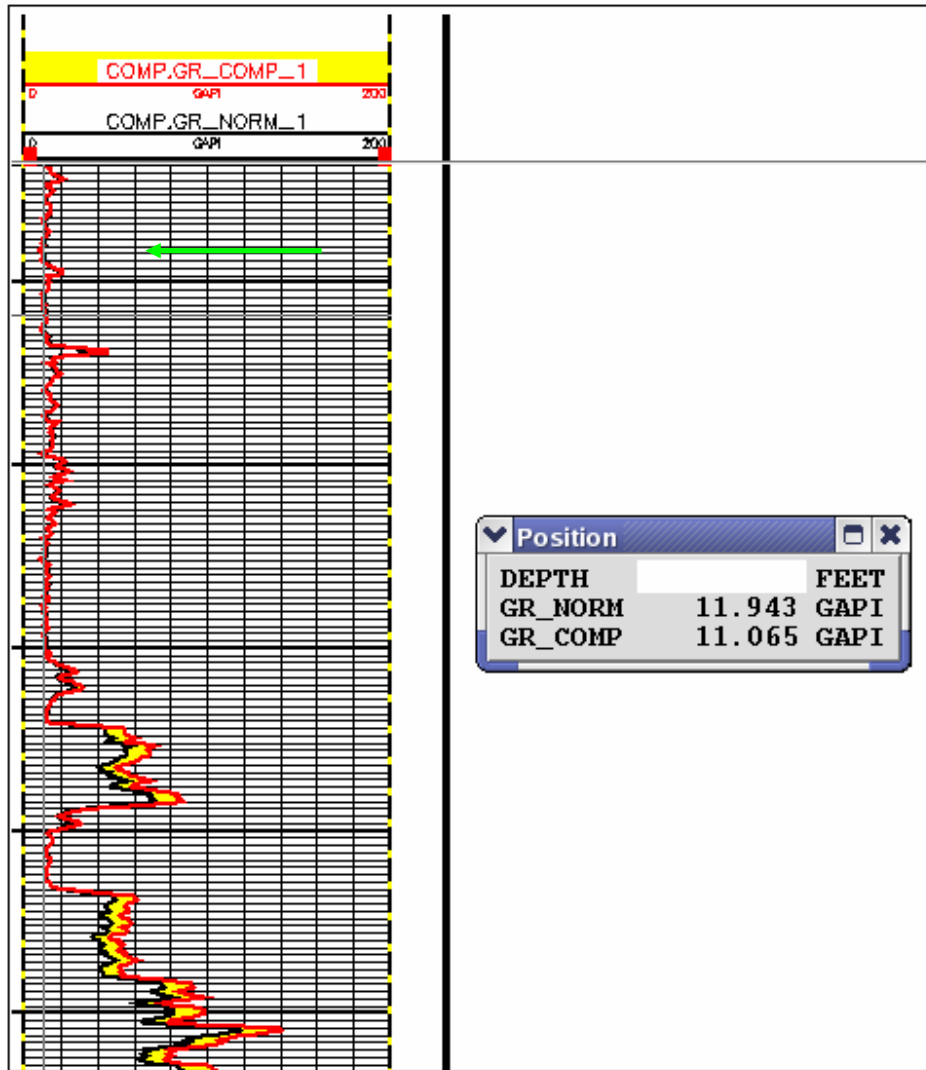 COMP.GR_COMP_1
0 GAPI 200
COMP.GR_NORM_1
0 GAPI 200
Position
DEPTH FEET
GR_NORM 11.943 GAPI
GR_COMP 11.065 GAPI